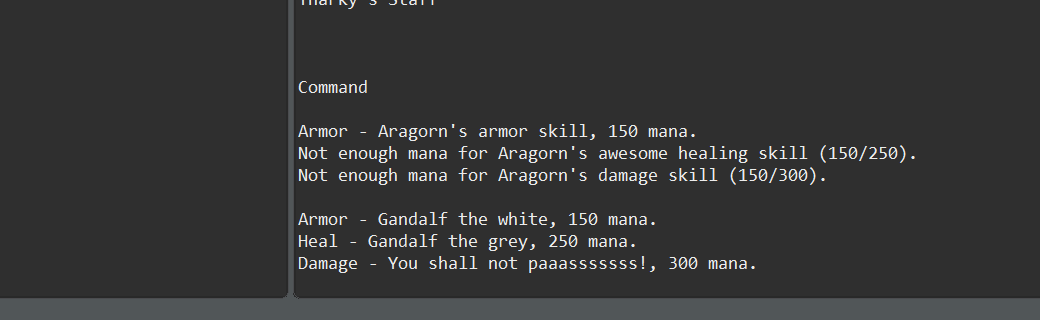 Tharky's Staff
Command
Armor - Aragorn's armor skill, 150 mana.
Not enough mana for Aragorn's awesome healing skill (150/250).
Not enough mana for Aragorn's damage skill (150/300).
Armor - Gandalf the white, 150 mana.
Heal - Gandalf the grey, 250 mana.
Damage - You shall not paaasssssss!, 300 mana.